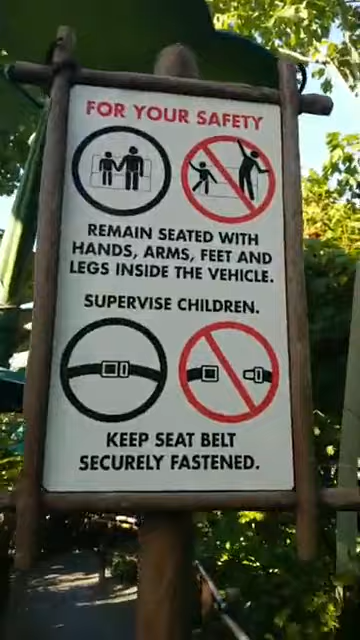 FOR YOUR SAFETY
REMAIN SEATED WITH
HANDS, ARMS, FEET AND
LEGS INSIDE THE VEHICLE.
SUPERVISE CHILDREN.
KEEP SEAT BELT
SECURELY FASTENED.